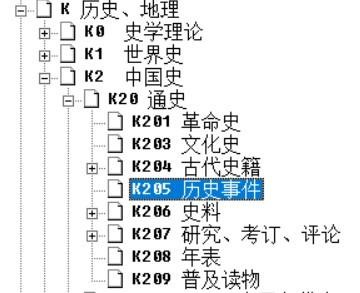 K 历史、地理
K0 史学理论
K1 世界史
K2 中国史
K20 通史
K201 革命史
K203 文化史
K204 古代史籍
K205 历史事件
K206 史料
K207 研究、考订、评论
K208 年表
K209 普及读物